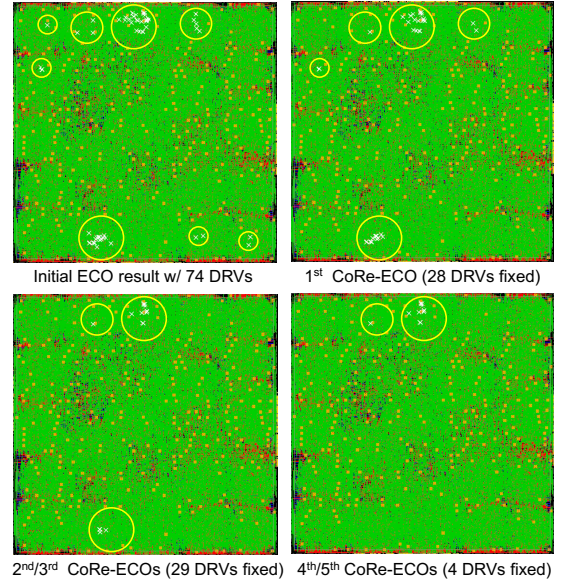 Initial ECO result w/ 74 DRVs
1st CoRe-ECO (28 DRVs fixed)
2nd/3rd CoRe-ECOs (29 DRVs fixed)
4th/5th CoRe-ECOs (4 DRVs fixed)